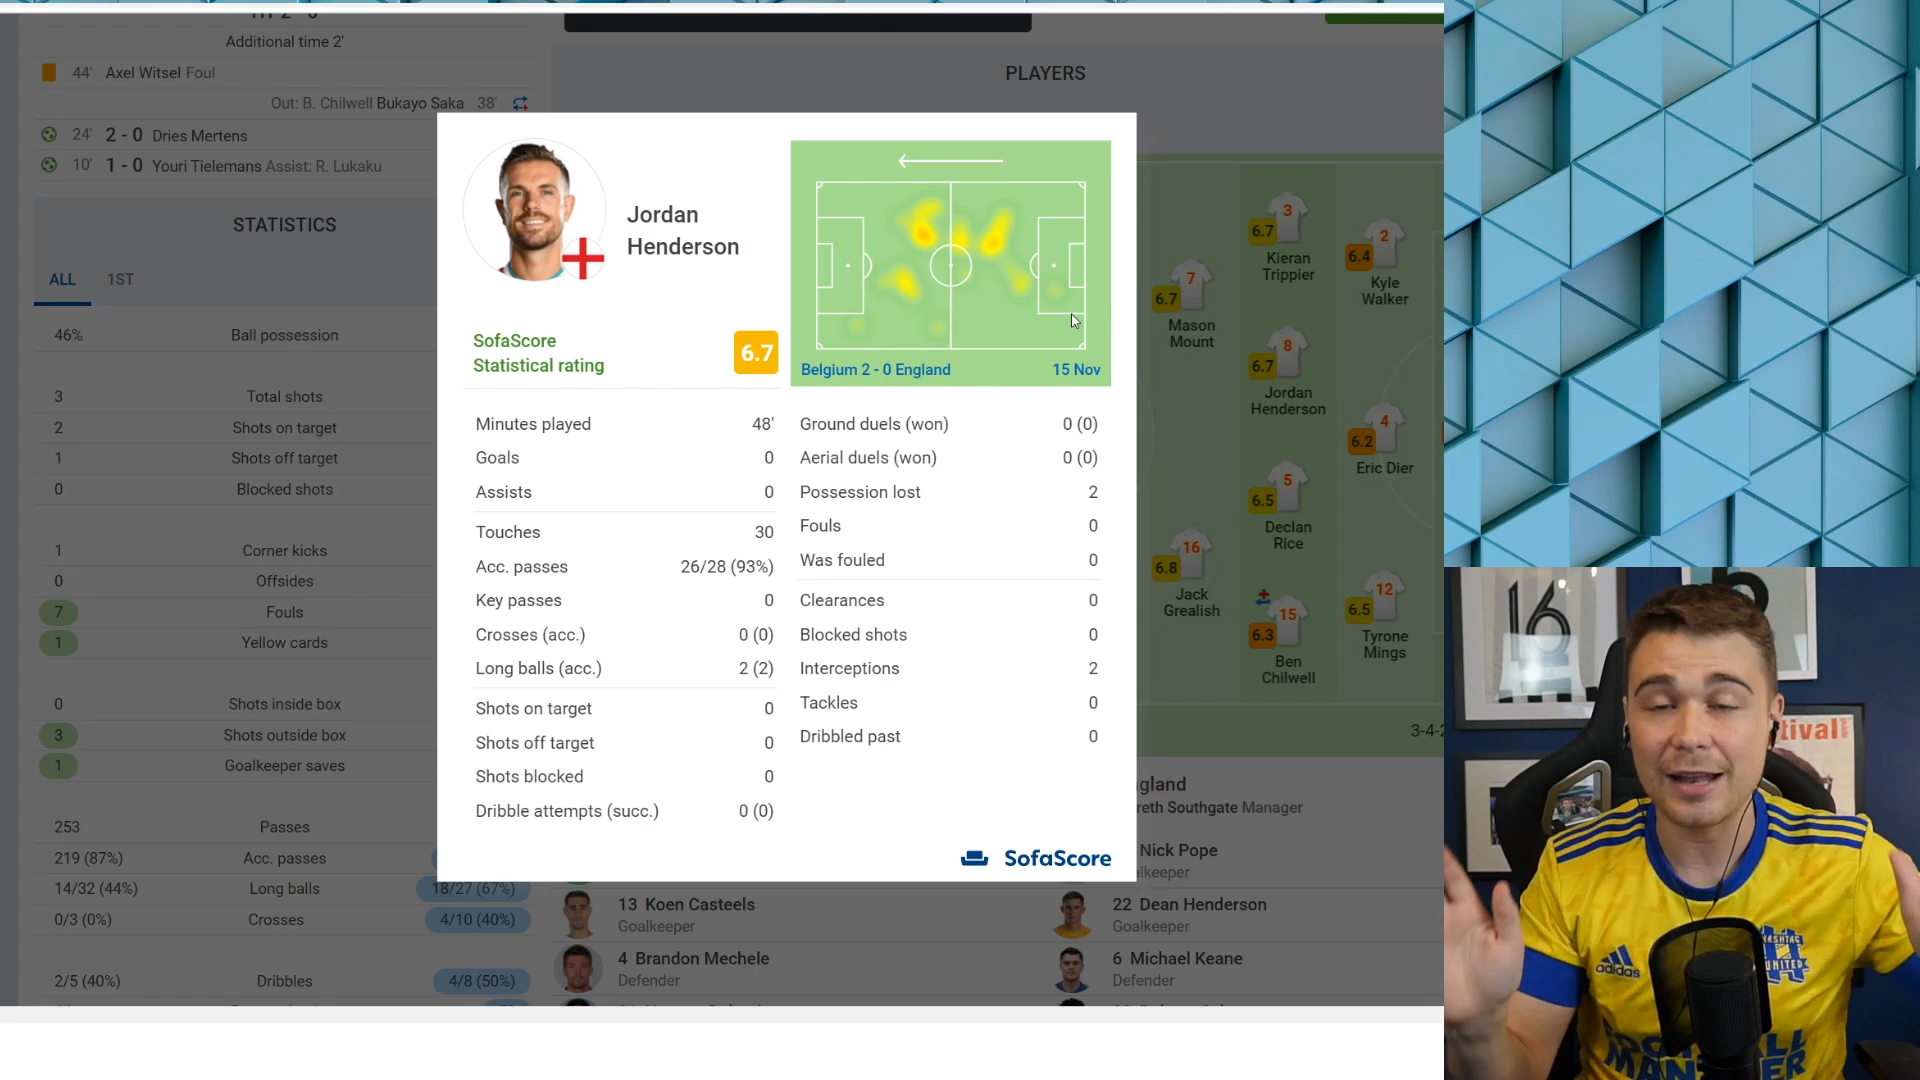 Additional time 2'
44' Axel Witsel Foul
Out: B. Chilwell Bukayo Saka 38'
24' 2 - 0 Dries Mertens
10' 1 - 0 Youri Tielemans Assist: R. Lukaku
STATISTICS
ALL 1ST
46% Ball possession
3 Total shots
2 Shots on target
1 Shots off target
0 Blocked shots
1 Corner kicks
0 Offsides
7 Fouls
1 Yellow cards
0 Shots inside box
3 Shots outside box
1 Goalkeeper saves
253 Passes
219 (87%) Acc. passes
14/32 (44%) Long balls 18/27 (67%)
0/3 (0%) Crosses 4/10 (40%)
2/5 (40%) Dribbles 4/8 (50%)
Jordan
Henderson
SofaScore
Statistical rating
6.7
Belgium 2 - 0 England 15 Nov
Minutes played 48'
Goals 0
Assists 0
Touches 30
Acc. passes 26/28 (93%)
Key passes 0
Crosses (acc.) 0 (0)
Long balls (acc.) 2 (2)
Shots on target 0
Shots off target 0
Shots blocked 0
Dribble attempts (succ.) 0 (0)
Ground duels (won) 0 (0)
Aerial duels (won) 0 (0)
Possession lost 2
Fouls 0
Was fouled 0
Clearances 0
Blocked shots 0
Interceptions 2
Tackles 0
Dribbled past 0
SofaScore
PLAYERS
7
6.7
Mason
Mount
16
6.8
Jack
Grealish
3
6.7
Kieran
Trippier
8
6.7
Jordan
Henderson
5
6.5
Declan
Rice
15
6.3
Ben
Chilwell
2
6.4
Kyle
Walker
4
6.2
Eric Dier
12
6.5
Tyrone
Mings
3-4-2
gland
reth Southgate Manager
Nick Pope
alkeeper
13 Koen Casteels
Goalkeeper
22 Dean Henderson
Goalkeeper
4 Brandon Mechele
Defender
6 Michael Keane
Defender
16
5
tival
adidas
HASHTAG
UNITED